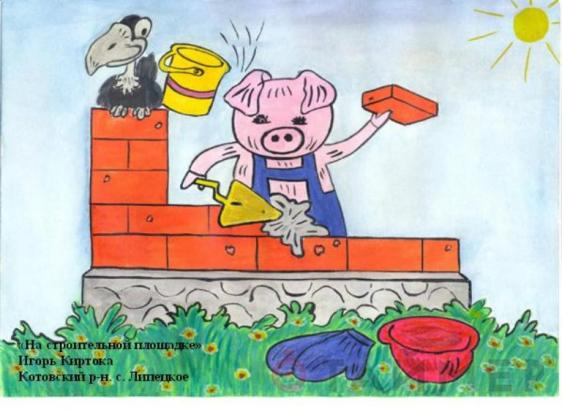 «На строительной площадке»
Игорь Киртока
Котовский р-н. с. Липецкое